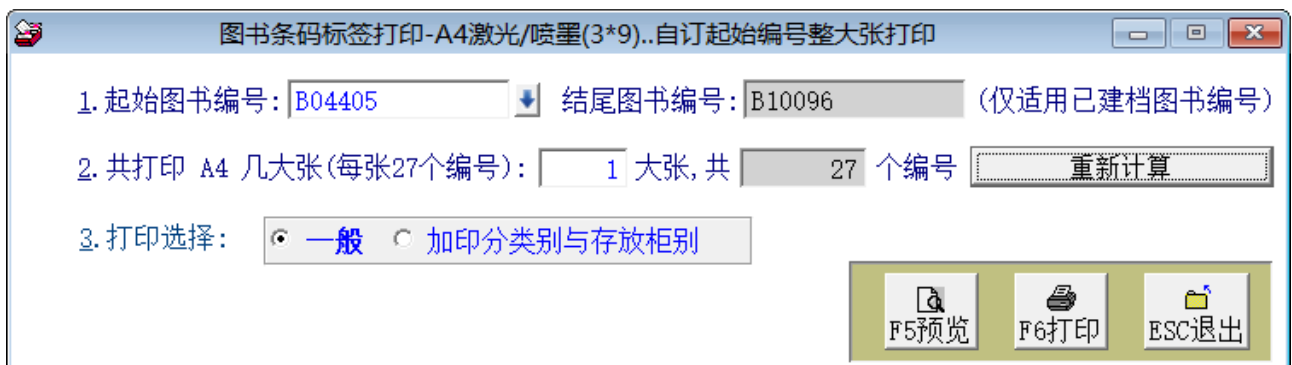 图书条码标签打印-A4激光/喷墨(3*9)..自订起始编号整大张打印
1.起始图书编号: B04405 结尾图书编号: B10096 (仅适用已建档图书编号)
2.共打印 A4 几大张(每张27个编号): 1 大张,共 27 个编号 重新计算
3.打印选择: 一般 加印分类别与存放柜别
F5预览 F6打印 ESC退出